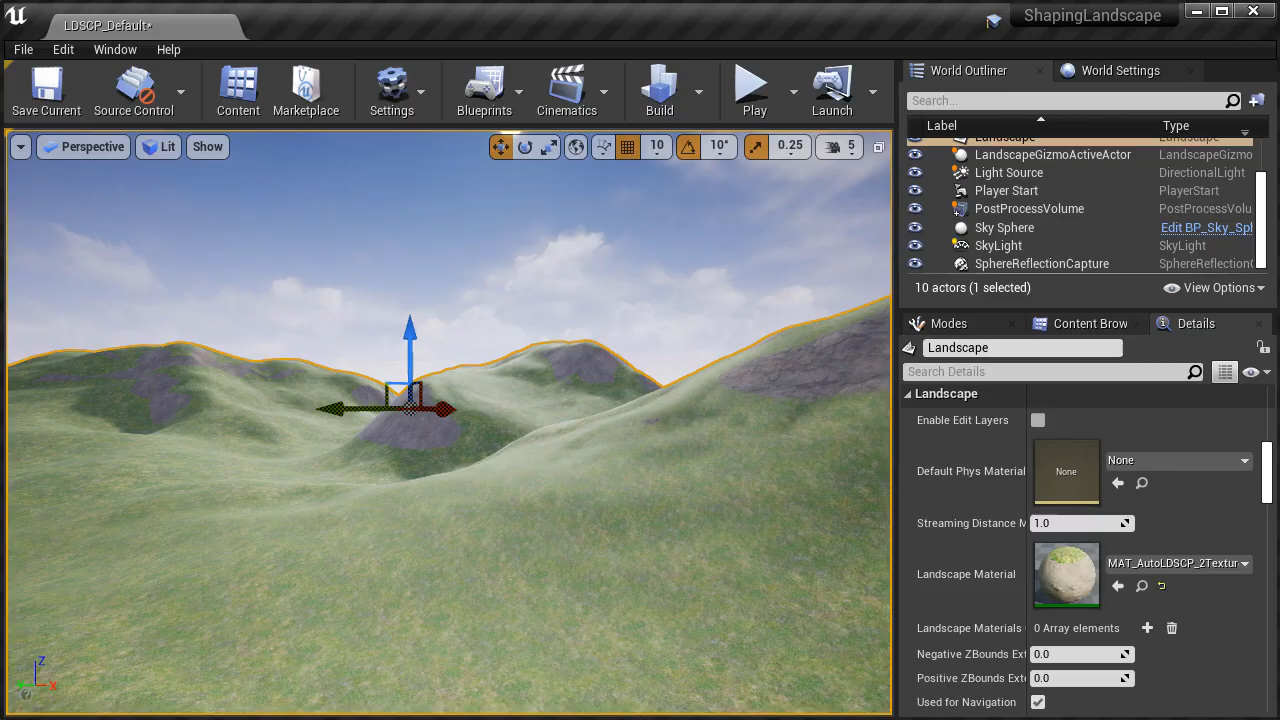 LDSCP_Default*
ShapingLandscape
File Edit Window Help
Save Current Source Control Content Marketplace Settings Blueprints Cinematics Build Play Launch
Perspective Lit Show 10 10° 0.25 5
World Outliner World Settings
Search...
Label Type
Landscape Landscape
LandscapeGizmoActiveActor LandscapeGizmo
Light Source DirectionalLight
Player Start PlayerStart
PostProcessVolume PostProcessVolu
Sky Sphere Edit BP_Sky_Sph
SkyLight SkyLight
SphereReflectionCapture SphereReflection
10 actors (1 selected) View Options
Modes Content Brow Details
Landscape
Search Details
Landscape
Enable Edit Layers
Default Phys Material None None
Streaming Distance M 1.0
Landscape Material MAT_AutoLDSCP_2Textur
Landscape Materials 0 Array elements
Negative ZBounds Ext 0.0
Positive ZBounds Exte 0.0
Used for Navigation
Z
X